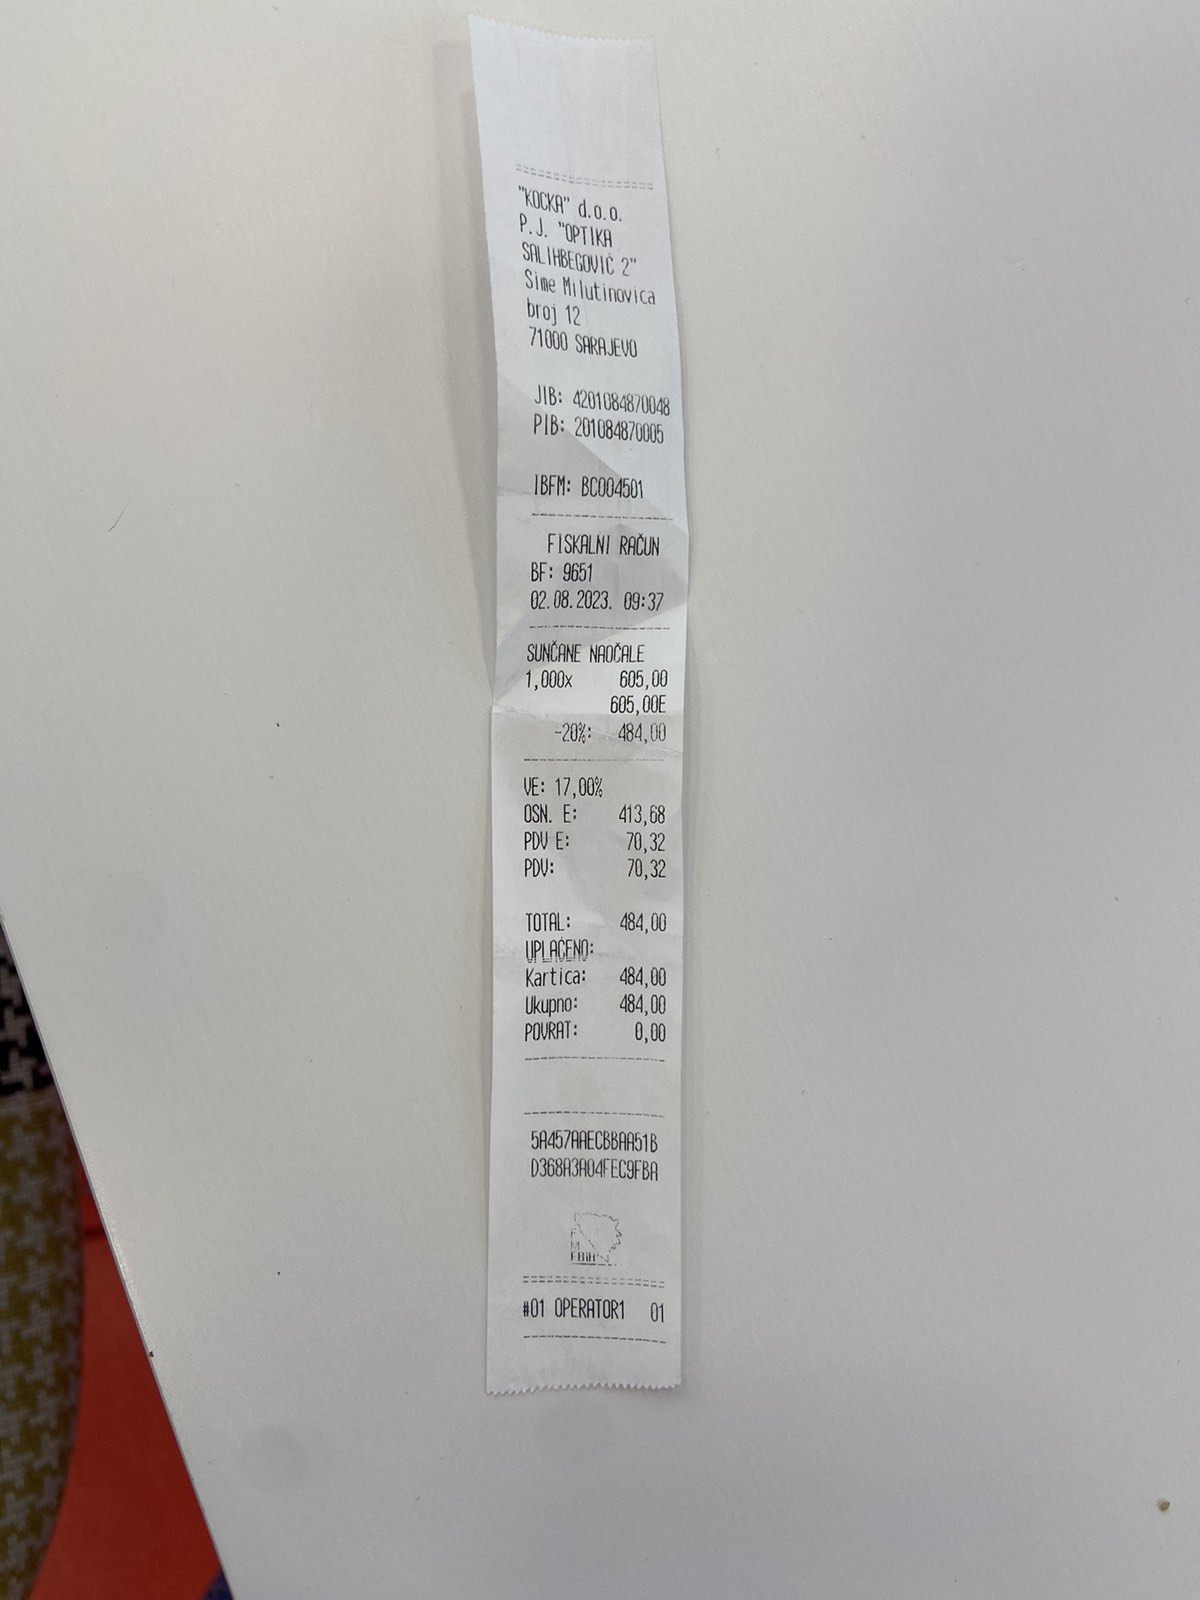 "KOCKA" d.o.o.
P.J. "OPTIKA
SALIHBEGOVIĆ 2"
Sime Milutinovica
broj 12
71000 SARAJEVO
JIB: 4201084870048
PIB: 201084870005
IBFM: BC004501
FISKALNI RAČUN
BF: 9651
02.08.2023. 09:37
SUNČANE NAOČALE
1,000x 605,00
605,00E
-20%: 484,00
VE: 17,00%
OSN. E: 413,68
PDV E: 70,32
PDV: 70,32
TOTAL: 484,00
UPLAĆENO:
Kartica: 484,00
Ukupno: 484,00
POVRAT: 0,00
5A457AAECBBAA51B
D368A3A04FEC9FBA
F
M
FBiH
#01 OPERATOR1 01